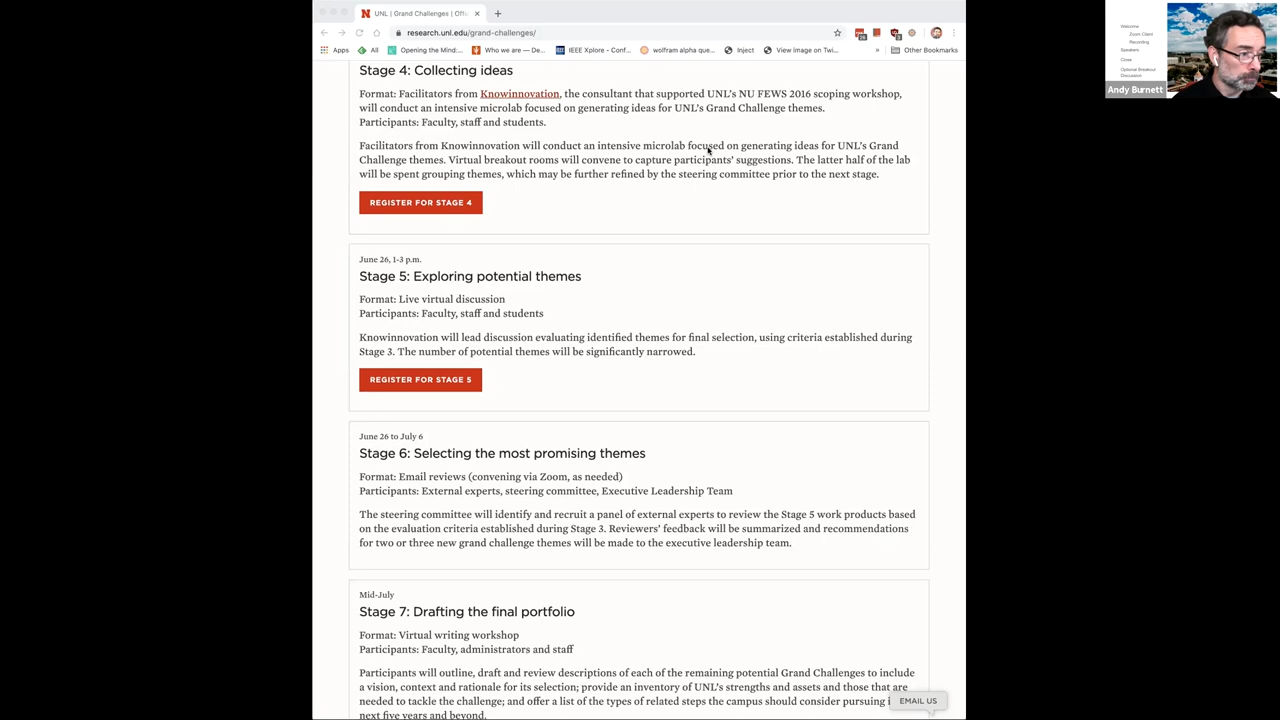 UNL | Grand Challenges | Off
research.unl.edu/grand-challenges/
Apps
All
Opening the Mind:...
Who we are — De...
IEEE Xplore - Conf...
wolfram alpha que...
Inject
View image on Twi...
»
Other Bookmarks
Welcome
Zoom Client
Recording
Speakers
Close
Optional Breakout
Discussion
Andy Burnett
Stage 4: Collecting ideas
Format: Facilitators from Knowinnovation, the consultant that supported UNL's NU FEWS 2016 scoping workshop,
will conduct an intensive microlab focused on generating ideas for UNL's Grand Challenge themes.
Participants: Faculty, staff and students.
Facilitators from Knowinnovation will conduct an intensive microlab focused on generating ideas for UNL's Grand
Challenge themes. Virtual breakout rooms will convene to capture participants' suggestions. The latter half of the lab
will be spent grouping themes, which may be further refined by the steering committee prior to the next stage.
REGISTER FOR STAGE 4
June 26, 1-3 p.m.
Stage 5: Exploring potential themes
Format: Live virtual discussion
Participants: Faculty, staff and students
Knowinnovation will lead discussion evaluating identified themes for final selection, using criteria established during
Stage 3. The number of potential themes will be significantly narrowed.
REGISTER FOR STAGE 5
June 26 to July 6
Stage 6: Selecting the most promising themes
Format: Email reviews (convening via Zoom, as needed)
Participants: External experts, steering committee, Executive Leadership Team
The steering committee will identify and recruit a panel of external experts to review the Stage 5 work products based
on the evaluation criteria established during Stage 3. Reviewers' feedback will be summarized and recommendations
for two or three new grand challenge themes will be made to the executive leadership team.
Mid-July
Stage 7: Drafting the final portfolio
Format: Virtual writing workshop
Participants: Faculty, administrators and staff
Participants will outline, draft and review descriptions of each of the remaining potential Grand Challenges to include
a vision, context and rationale for its selection; provide an inventory of UNL's strengths and assets and those that are
needed to tackle the challenge; and offer a list of the types of related steps the campus should consider pursuing
next five years and beyond.
EMAIL US